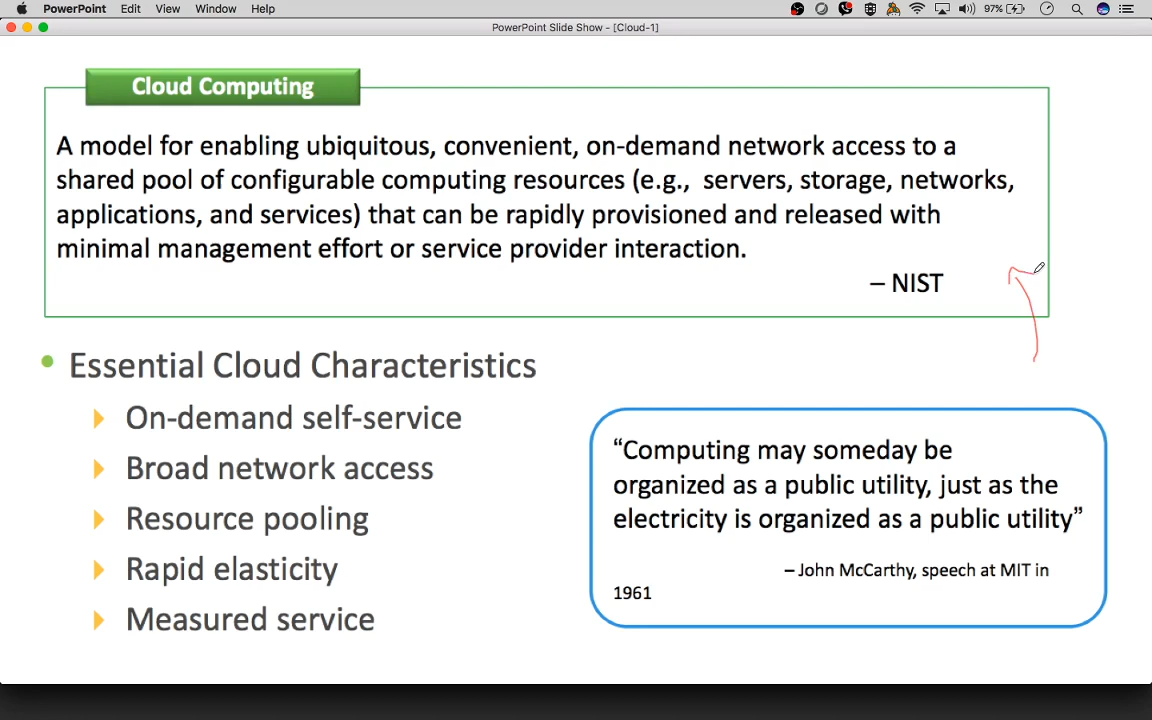 PowerPoint Edit View Window Help 97%
PowerPoint Slide Show - [Cloud-1]
Cloud Computing
A model for enabling ubiquitous, convenient, on-demand network access to a
shared pool of configurable computing resources (e.g., servers, storage, networks,
applications, and services) that can be rapidly provisioned and released with
minimal management effort or service provider interaction.
– NIST
• Essential Cloud Characteristics
On-demand self-service
Broad network access
Resource pooling
Rapid elasticity
Measured service
“Computing may someday be
organized as a public utility, just as the
electricity is organized as a public utility”
– John McCarthy, speech at MIT in
1961